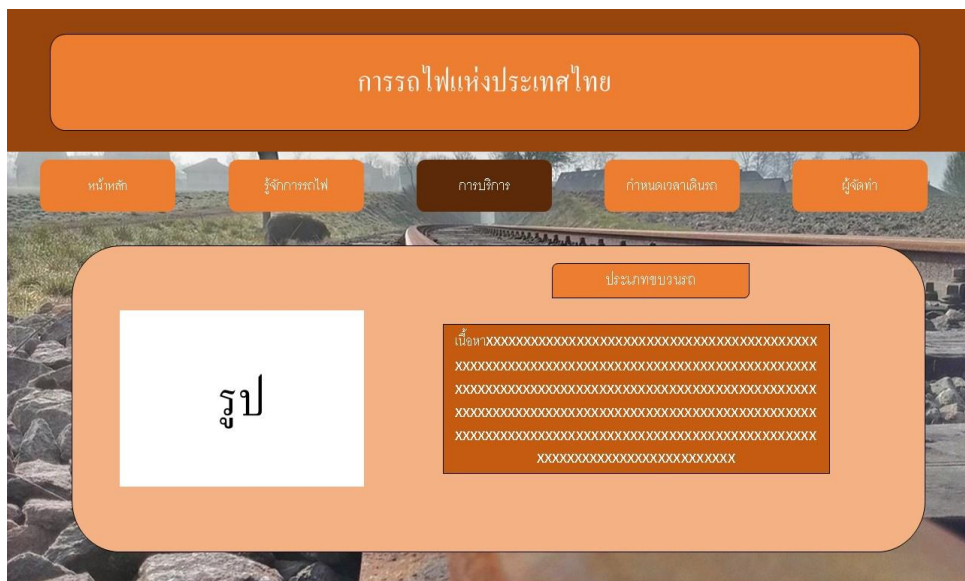 การรถไฟแห่งประเทศไทย
หน้าหลัก
รู้จักการรถไฟ
การบริการ
กำหนดเวลาเดินรถ
ผู้จัดทำ
ประเภทขบวนรถ
รูป
เนื้อหาXXXXXXXXXXXXXXXXXXXXXXXXXXXXXXXXXXXXXXXXXXXX
XXXXXXXXXXXXXXXXXXXXXXXXXXXXXXXXXXXXXXXXXXXXXXXX
XXXXXXXXXXXXXXXXXXXXXXXXXXXXXXXXXXXXXXXXXXXXXXXX
XXXXXXXXXXXXXXXXXXXXXXXXXXXXXXXXXXXXXXXXXXXXXXXX
XXXXXXXXXXXXXXXXXXXXXXXXXXXXXXXXXXXXXXXXXXXXXXXX
XXXXXXXXXXXXXXXXXXXXXXXXXX